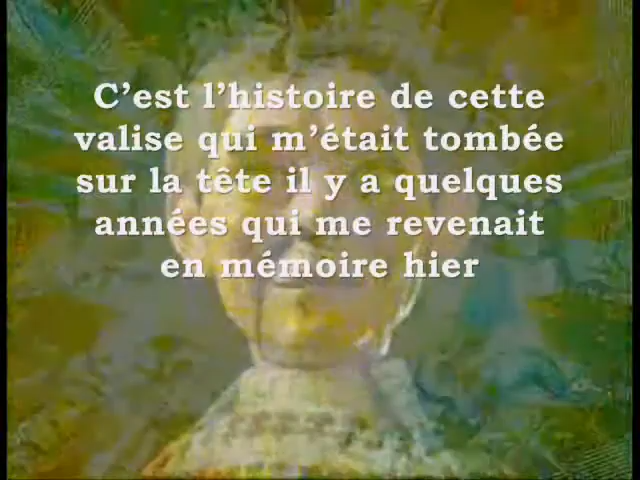 C’est l’histoire de cette
valise qui m’était tombée
sur la tête il y a quelques
années qui me revenait
en mémoire hier